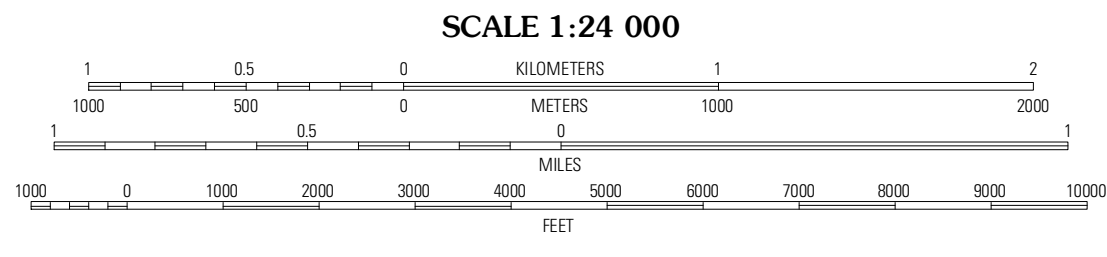 SCALE 1:24 000
1 0.5 0 KILOMETERS 1 2
1000 500 0 METERS 1000 2000
1 0.5 0 1
MILES
1000 0 1000 2000 3000 4000 5000 6000 7000 8000 9000 10000
FEET